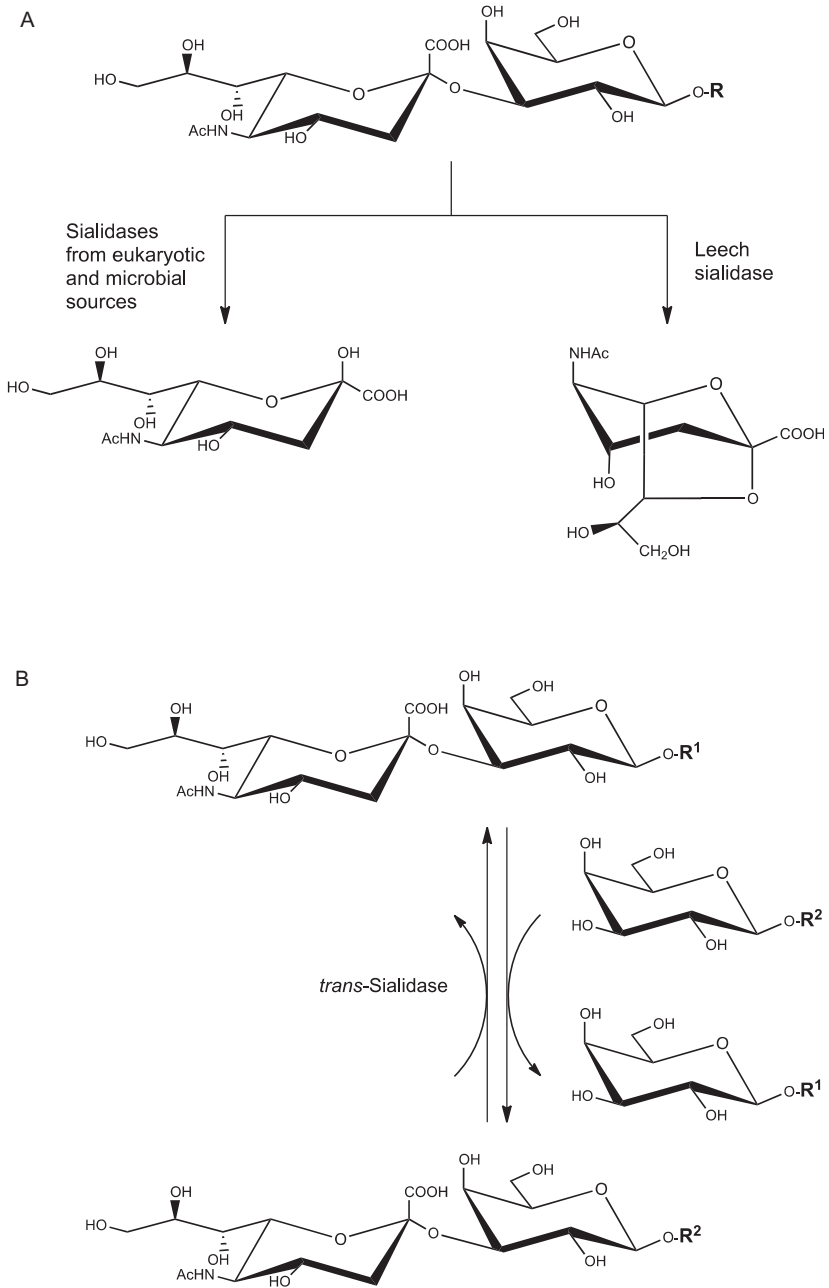 A
OH
OH
HO
OH
COOH
HO
O
O
O
O-R
OH
AcHN
HO
OH
Sialidases
from eukaryotic
and microbial
sources
Leech
sialidase
OH
OH
HO
O
COOH
OH
AcHN
HO
NHAc
O
COOH
HO
O
HO
CH₂OH
B
OH
OH
HO
OH
COOH
HO
O
O
O
O-R¹
OH
AcHN
HO
OH
OH
OH
O
O-R²
HO
OH
trans-Sialidase
OH
OH
O
O-R¹
HO
OH
OH
OH
HO
OH
COOH
HO
O
O
O
O-R²
OH
AcHN
HO
OH